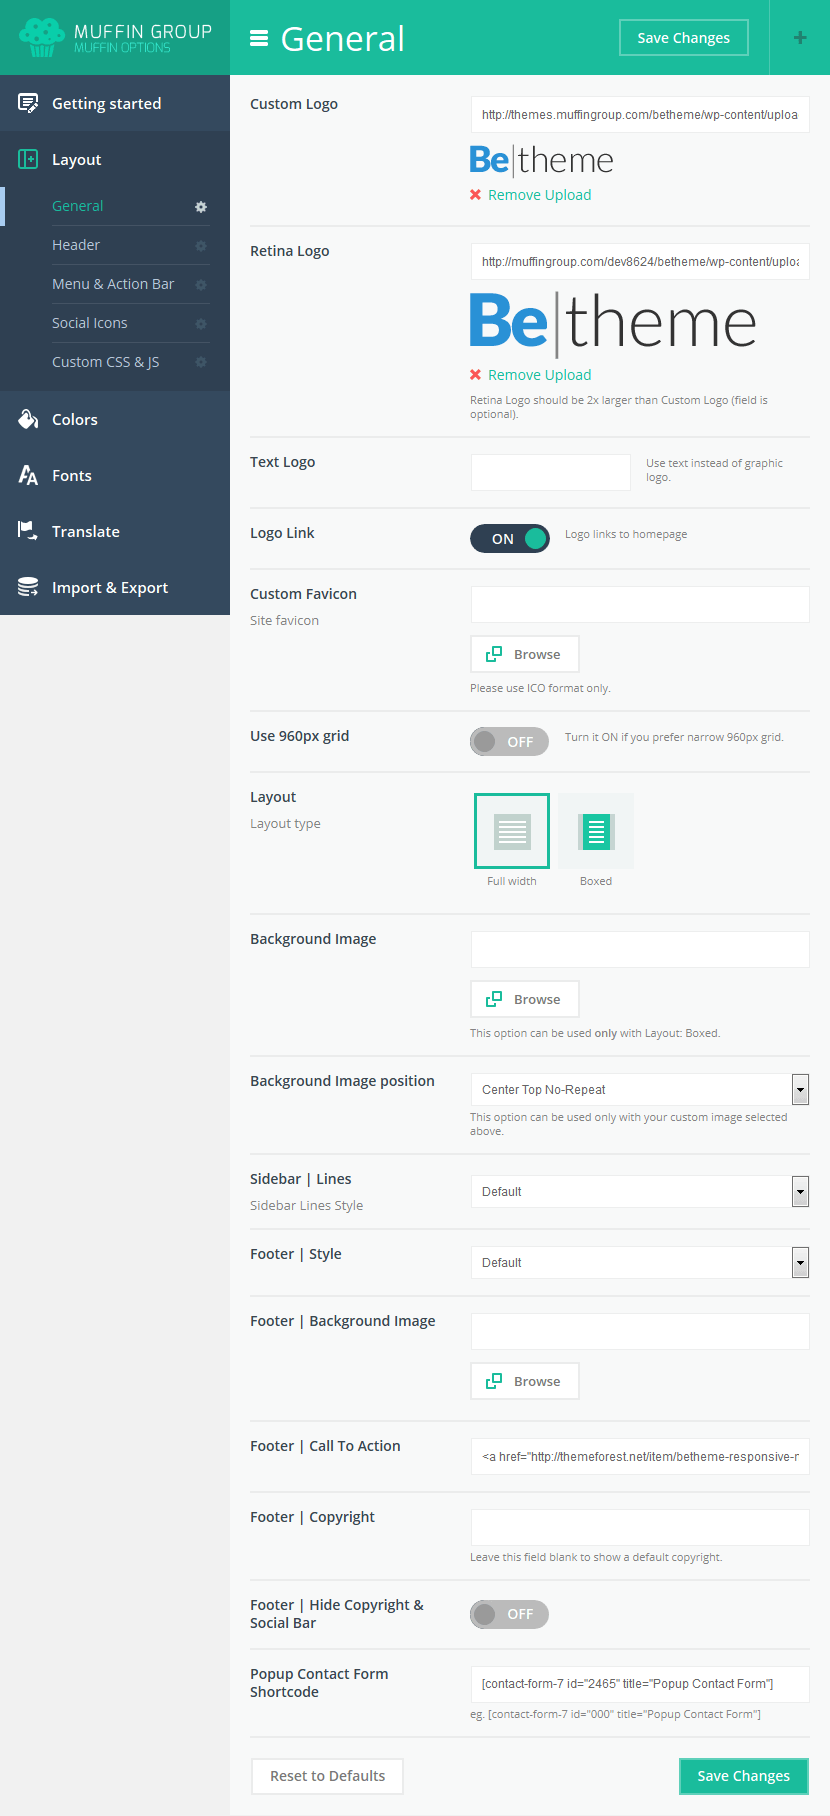 MUFFIN GROUP
MUFFIN OPTIONS
General
Save Changes
Getting started
Layout
General
Header
Menu & Action Bar
Social Icons
Custom CSS & JS
Colors
Fonts
Translate
Import & Export
Custom Logo
http://themes.muffingroup.com/betheme/wp-content/uploa
Be|theme
Remove Upload
Retina Logo
http://muffingroup.com/dev8624/betheme/wp-content/uploa
Be|theme
Remove Upload
Retina Logo should be 2x larger than Custom Logo (field is
optional).
Text Logo
Use text instead of graphic
logo.
Logo Link
ON
Logo links to homepage
Custom Favicon
Site favicon
Browse
Please use ICO format only.
Use 960px grid
OFF
Turn it ON if you prefer narrow 960px grid.
Layout
Layout type
Full width
Boxed
Background Image
Browse
This option can be used only with Layout: Boxed.
Background Image position
Center Top No-Repeat
This option can be used only with your custom image selected
above.
Sidebar | Lines
Sidebar Lines Style
Default
Footer | Style
Default
Footer | Background Image
Browse
Footer | Call To Action
<a href="http://themeforest.net/item/betheme-responsive-r
Footer | Copyright
Leave this field blank to show a default copyright.
Footer | Hide Copyright &
Social Bar
OFF
Popup Contact Form
Shortcode
[contact-form-7 id="2465" title="Popup Contact Form"]
eg. [contact-form-7 id="000" title="Popup Contact Form"]
Reset to Defaults
Save Changes